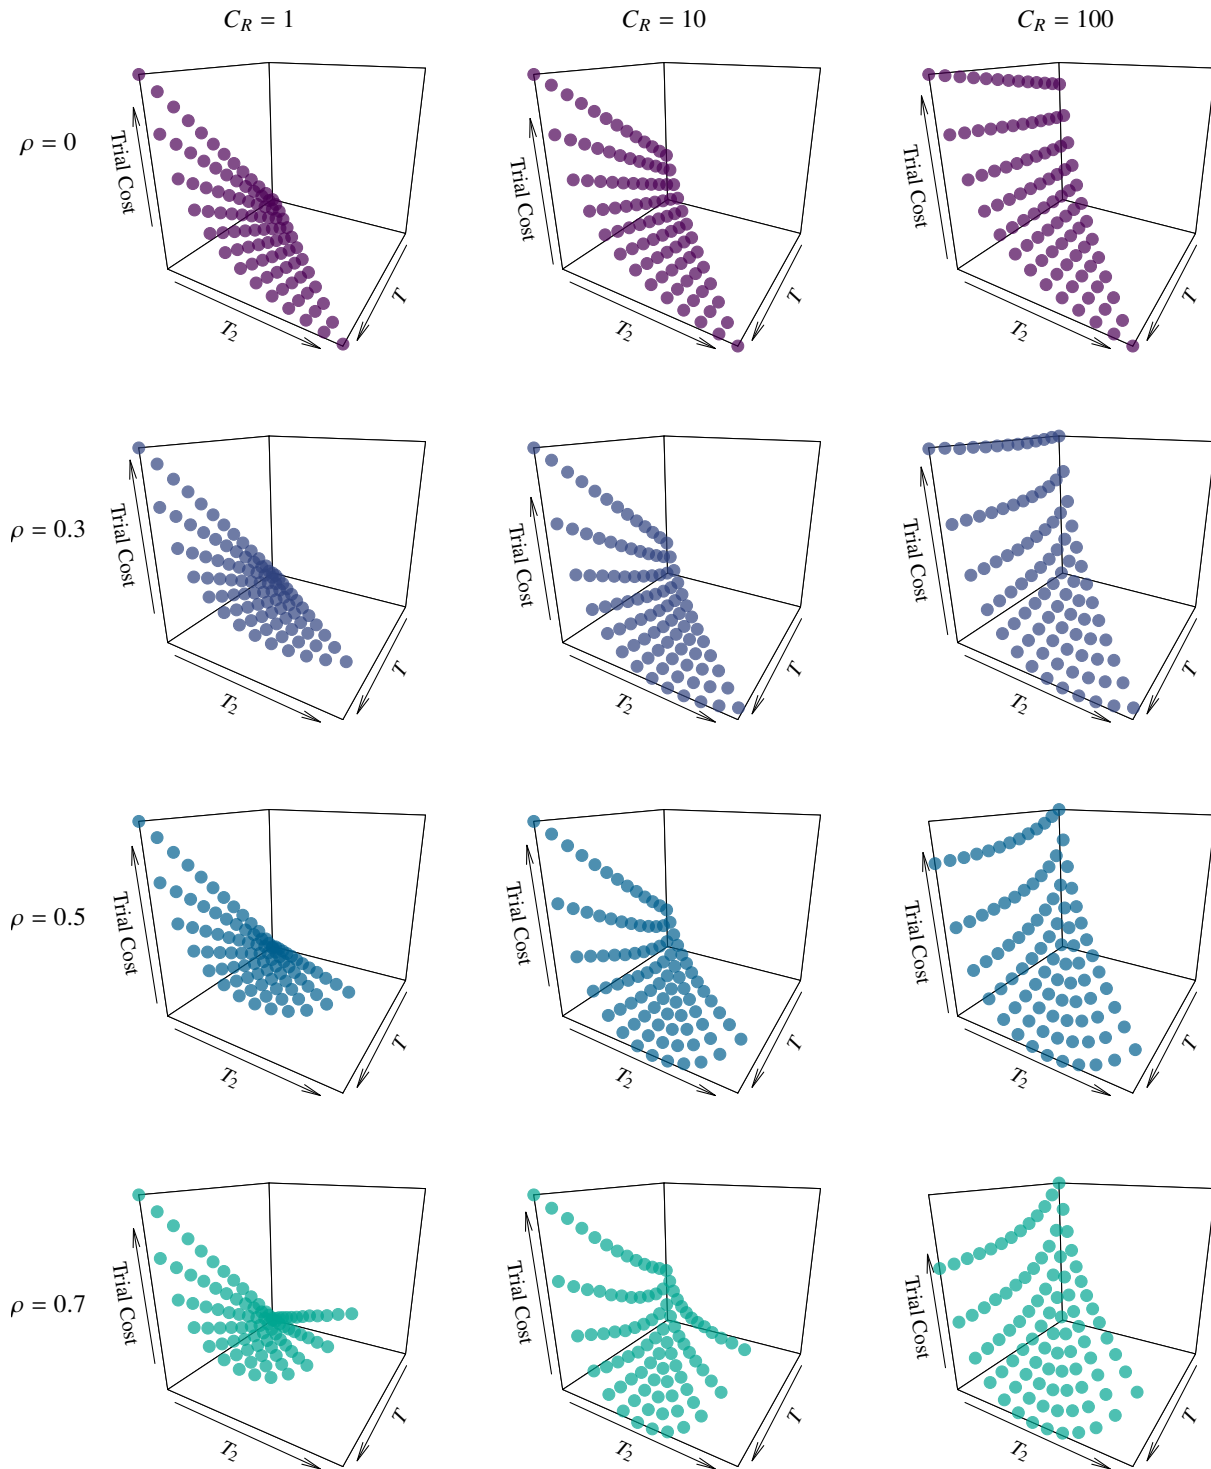 C_R = 1
C_R = 10
C_R = 100
ρ = 0
Trial Cost
T_2
T
Trial Cost
T_2
T
Trial Cost
T_2
T
ρ = 0.3
Trial Cost
T_2
T
Trial Cost
T_2
T
Trial Cost
T_2
T
ρ = 0.5
Trial Cost
T_2
T
Trial Cost
T_2
T
Trial Cost
T_2
T
ρ = 0.7
Trial Cost
T_2
T
Trial Cost
T_2
T
Trial Cost
T_2
T